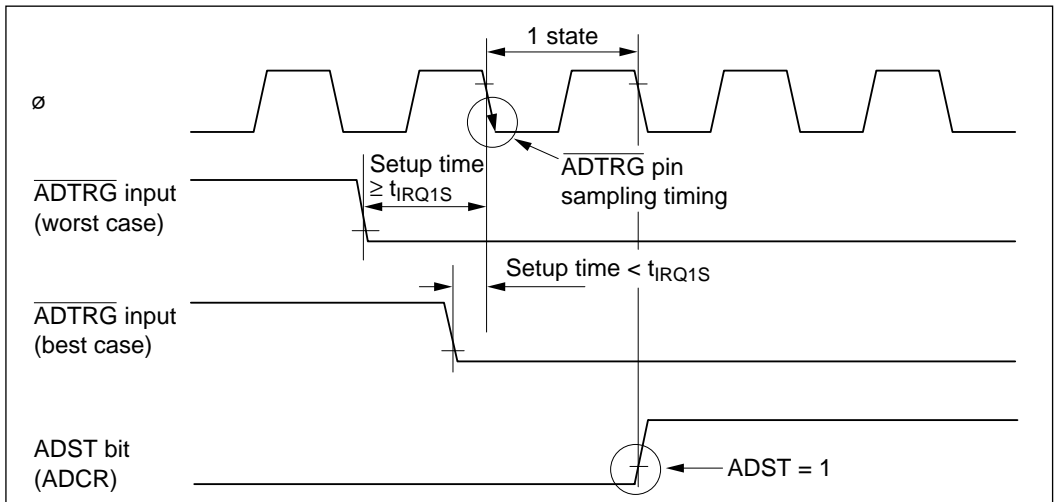 1 state
ø
ADTRG pin
sampling timing
Setup time
≥ tIRQ1S
ADTRG input
(worst case)
Setup time < tIRQ1S
ADTRG input
(best case)
ADST bit
(ADCR)
ADST = 1